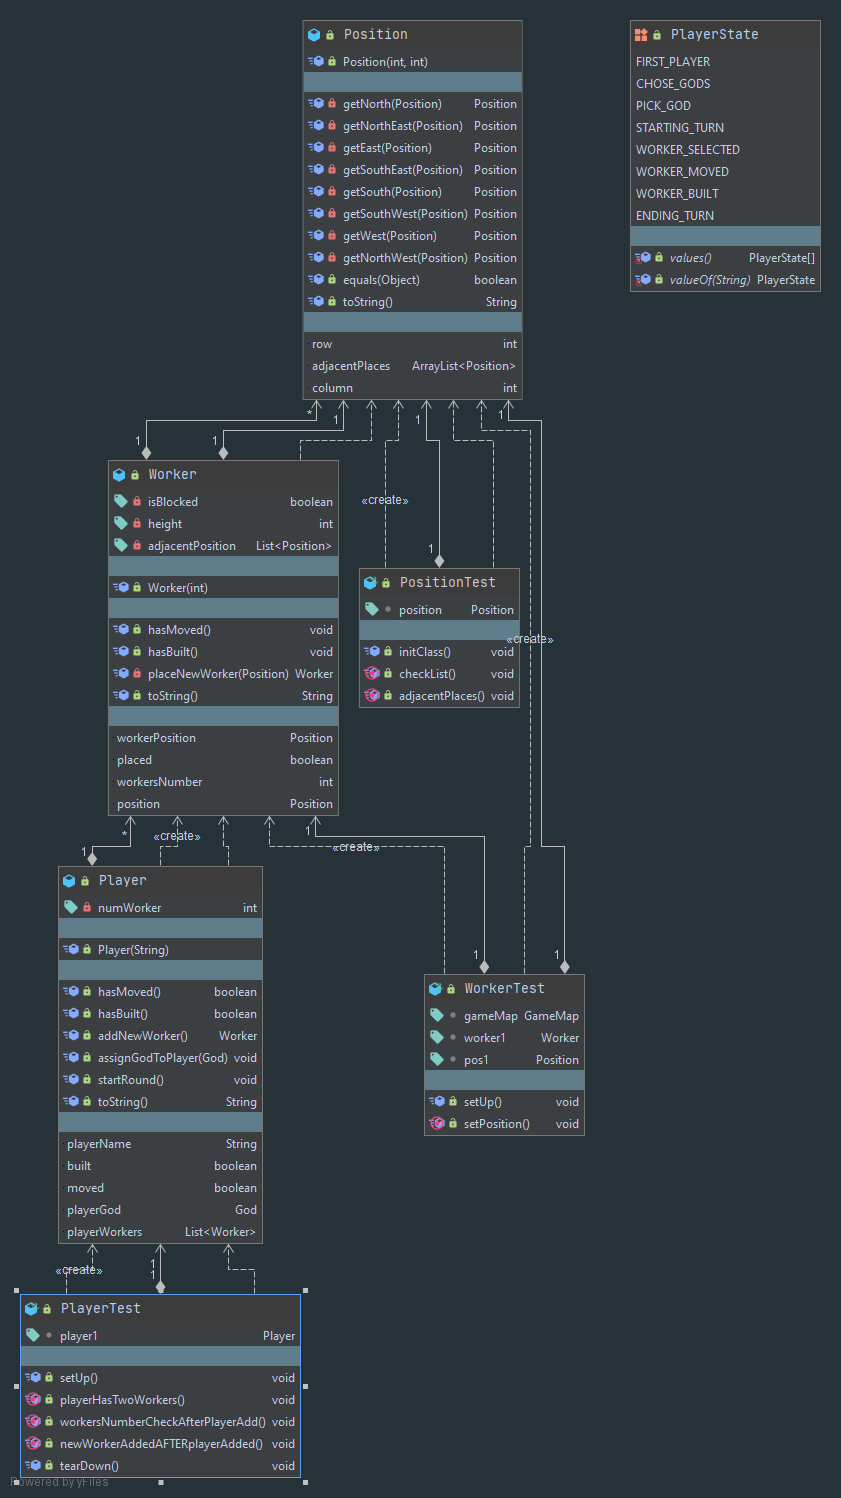 Position
Position(int, int)
getNorth(Position) Position
getNorthEast(Position) Position
getEast(Position) Position
getSouthEast(Position) Position
getSouth(Position) Position
getSouthWest(Position) Position
getWest(Position) Position
getNorthWest(Position) Position
equals(Object) boolean
toString() String
row int
adjacentPlaces ArrayList<Position>
column int
PlayerState
FIRST_PLAYER
CHOSE_GODS
PICK_GOD
STARTING_TURN
WORKER_SELECTED
WORKER_MOVED
WORKER_BUILT
ENDING_TURN
values() PlayerState[]
valueOf(String) PlayerState
* 1 1 1
1 1
Worker
isBlocked boolean
height int
adjacentPosition List<Position>
Worker(int)
hasMoved() void
hasBuilt() void
placeNewWorker(Position) Worker
toString() String
workerPosition Position
placed boolean
workersNumber int
position Position
«create»
1
PositionTest
position Position
initClass() void
checkList() void
adjacentPlaces() void
«create»
* «create» 1
1 «create»
Player
numWorker int
Player(String)
hasMoved() boolean
hasBuilt() boolean
addNewWorker() Worker
assignGodToPlayer(God) void
startRound() void
toString() String
playerName String
built boolean
moved boolean
playerGod God
playerWorkers List<Worker>
1 1
WorkerTest
gameMap GameMap
worker1 Worker
pos1 Position
setUp() void
setPosition() void
«create» 1
1
PlayerTest
player1 Player
setUp() void
playerHasTwoWorkers() void
workersNumberCheckAfterPlayerAdd() void
newWorkerAddedAFTERplayerAdded() void
tearDown() void
Powered by yFiles